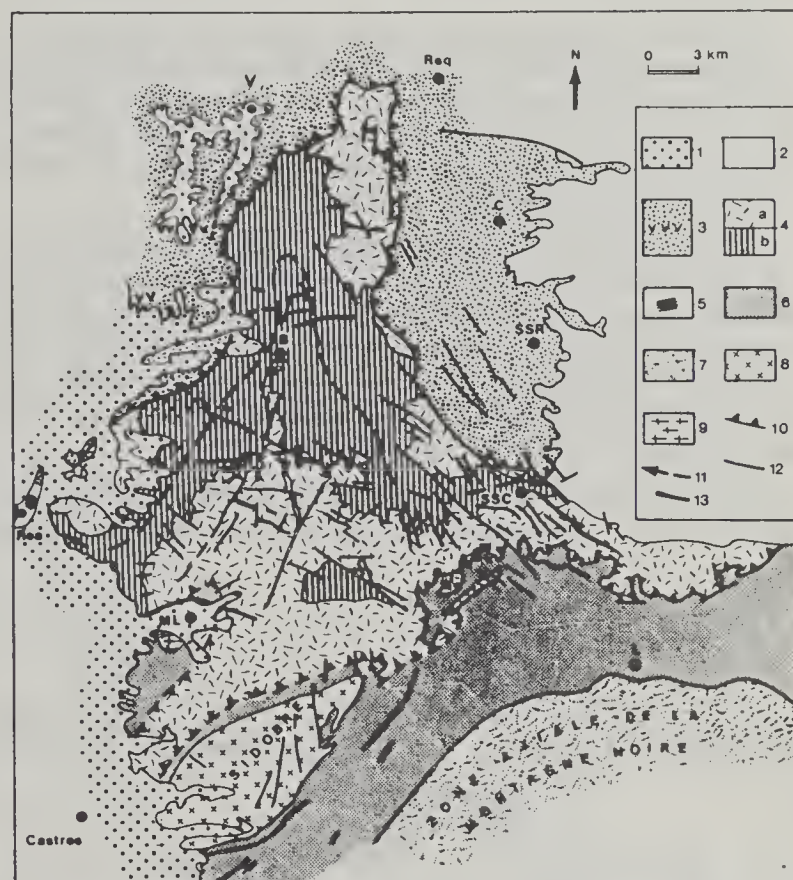 V
Req
N
0 3 km
1
2
3
v v v
4
a
b
C
5
6
SSR
7
8
9
10
11
12
13
SSC
ML
SIDOBRE
ZONE AXIALE DE LA
MONTAGNE NOIRE
Castres